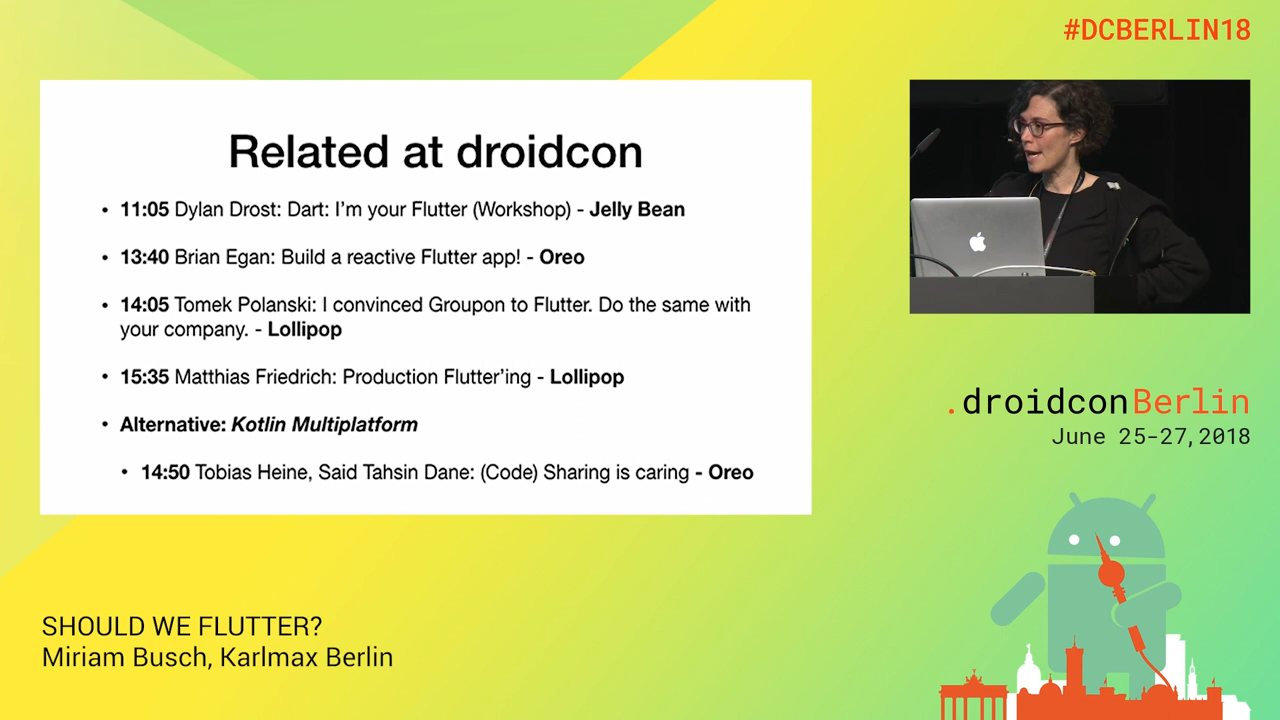 #DCBERLIN18
Related at droidcon
• 11:05 Dylan Drost: Dart: I'm your Flutter (Workshop) - Jelly Bean
• 13:40 Brian Egan: Build a reactive Flutter app! - Oreo
• 14:05 Tomek Polanski: I convinced Groupon to Flutter. Do the same with
your company. - Lollipop
• 15:35 Matthias Friedrich: Production Flutter'ing - Lollipop
• Alternative: Kotlin Multiplatform
• 14:50 Tobias Heine, Said Tahsin Dane: (Code) Sharing is caring - Oreo
.droidconBerlin
June 25-27, 2018
SHOULD WE FLUTTER?
Miriam Busch, Karlmax Berlin